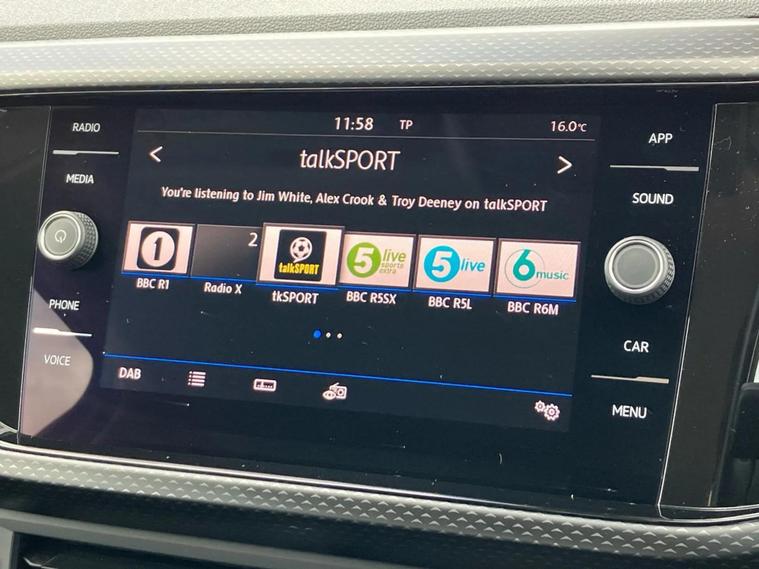 RADIO
MEDIA
PHONE
VOICE
11:58 TP 16.0°C
< talkSPORT >
You're listening to Jim White, Alex Crook & Troy Deeney on talkSPORT
1
2
talkSPORT
5 live sports extra
5 live
6 music
BBC R1 Radio X tkSPORT BBC R5SX BBC R5L BBC R6M
DAB
APP
SOUND
CAR
MENU